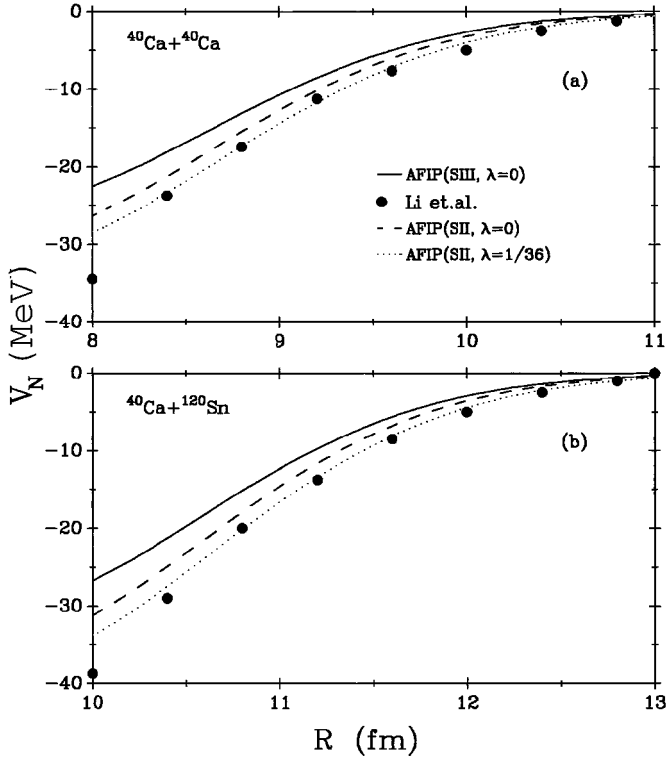 0
⁴⁰Ca+⁴⁰Ca
(a)
−10
AFIP(SIII, λ=0)
Li et.al.
−20
AFIP(SII, λ=0)
AFIP(SII, λ=1/36)
−30
−40
8
9
10
11
V_N (MeV)
0
⁴⁰Ca+¹²⁰Sn
(b)
−10
−20
−30
−40
10
11
12
13
R (fm)